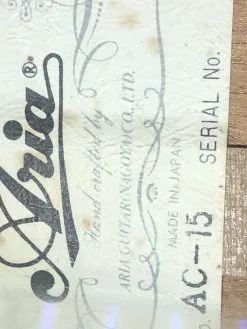 Aria®
Hand crafted by
ARIA GUITARS NAGOYA CO., LTD.
MADE IN JAPAN
AC-15 SERIAL No.